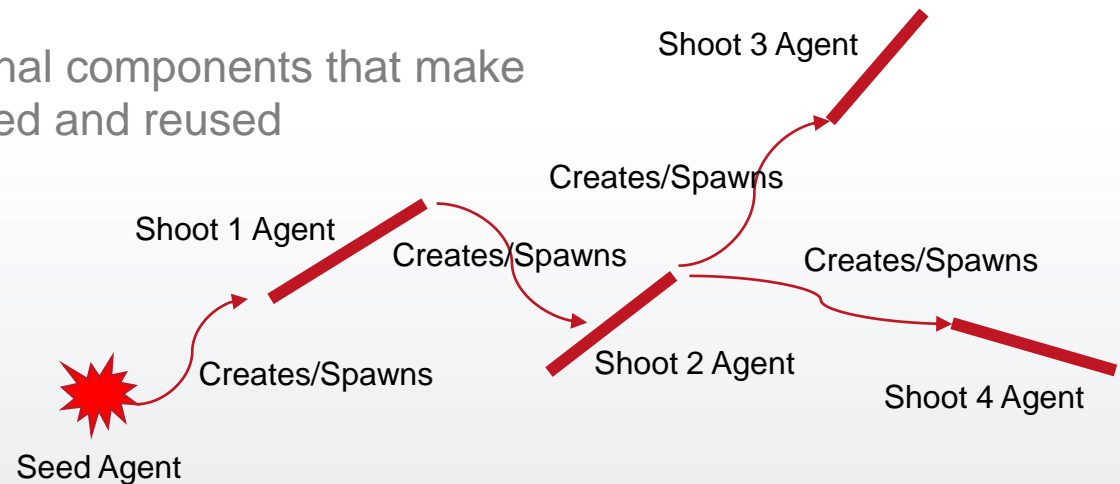 nal components that make
ed and reused
Shoot 3 Agent
Creates/Spawns
Shoot 1 Agent
Creates/Spawns
Creates/Spawns
Creates/Spawns
Shoot 2 Agent
Shoot 4 Agent
Seed Agent